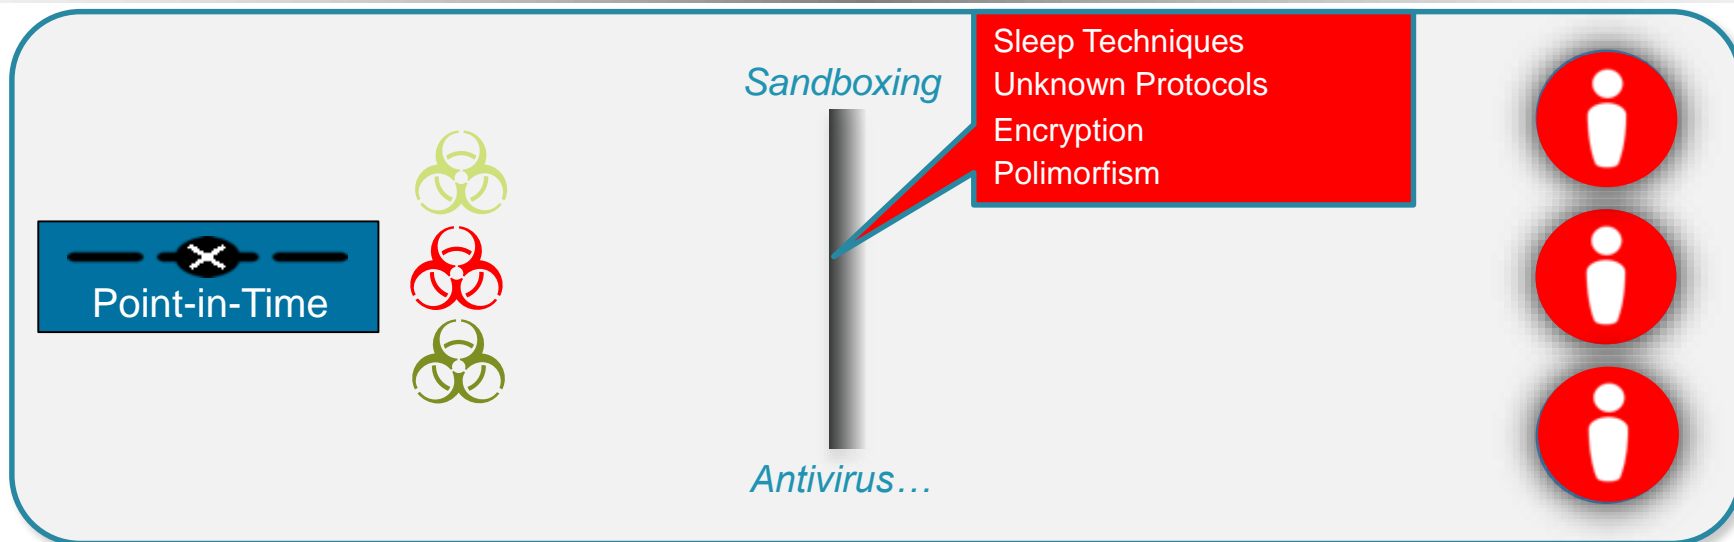 Sleep Techniques
Unknown Protocols
Encryption
Polimorfism
Sandboxing
Point-in-Time
Antivirus…